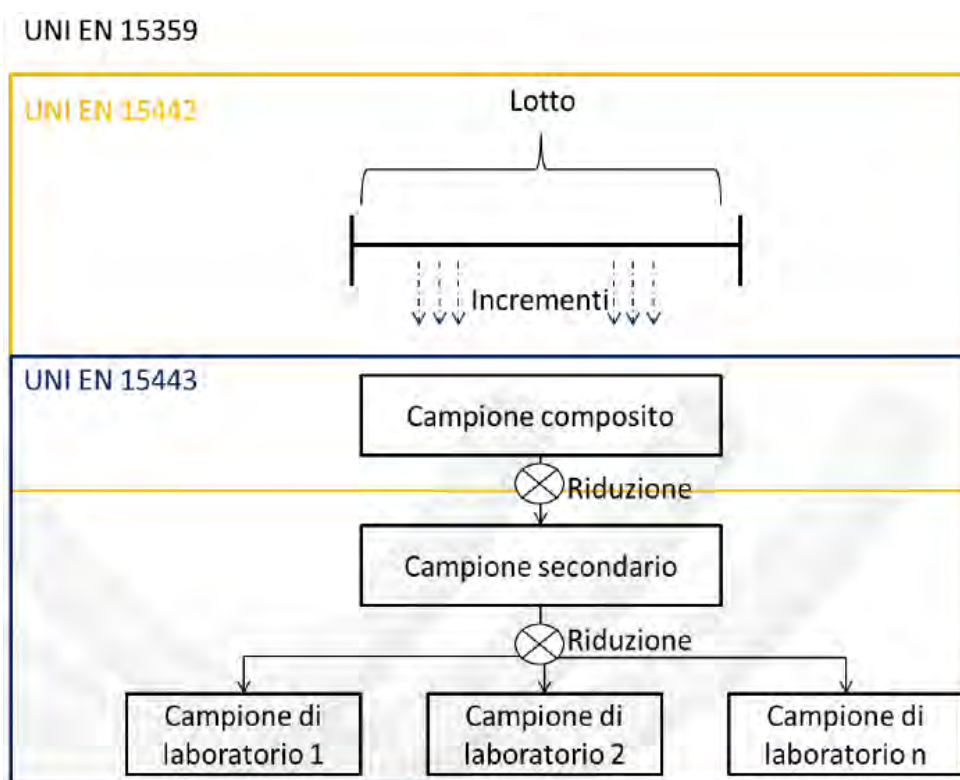 UNI EN 15359
UNI EN 15442
Lotto
Incrementi
UNI EN 15443
Campione composito
Riduzione
Campione secondario
Riduzione
Campione di
laboratorio 1
Campione di
laboratorio 2
Campione di
laboratorio n